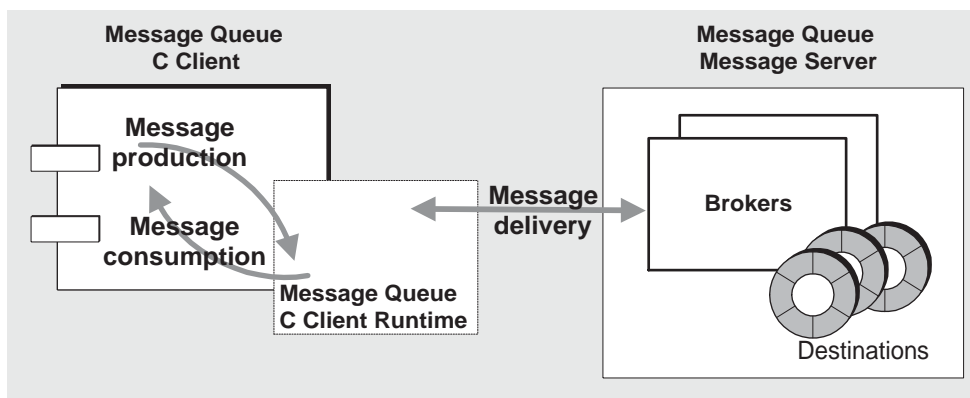 Message Queue
C Client
Message Queue
Message Server
Message
production
Message
consumption
Message
delivery
Brokers
Message Queue
C Client Runtime
Destinations